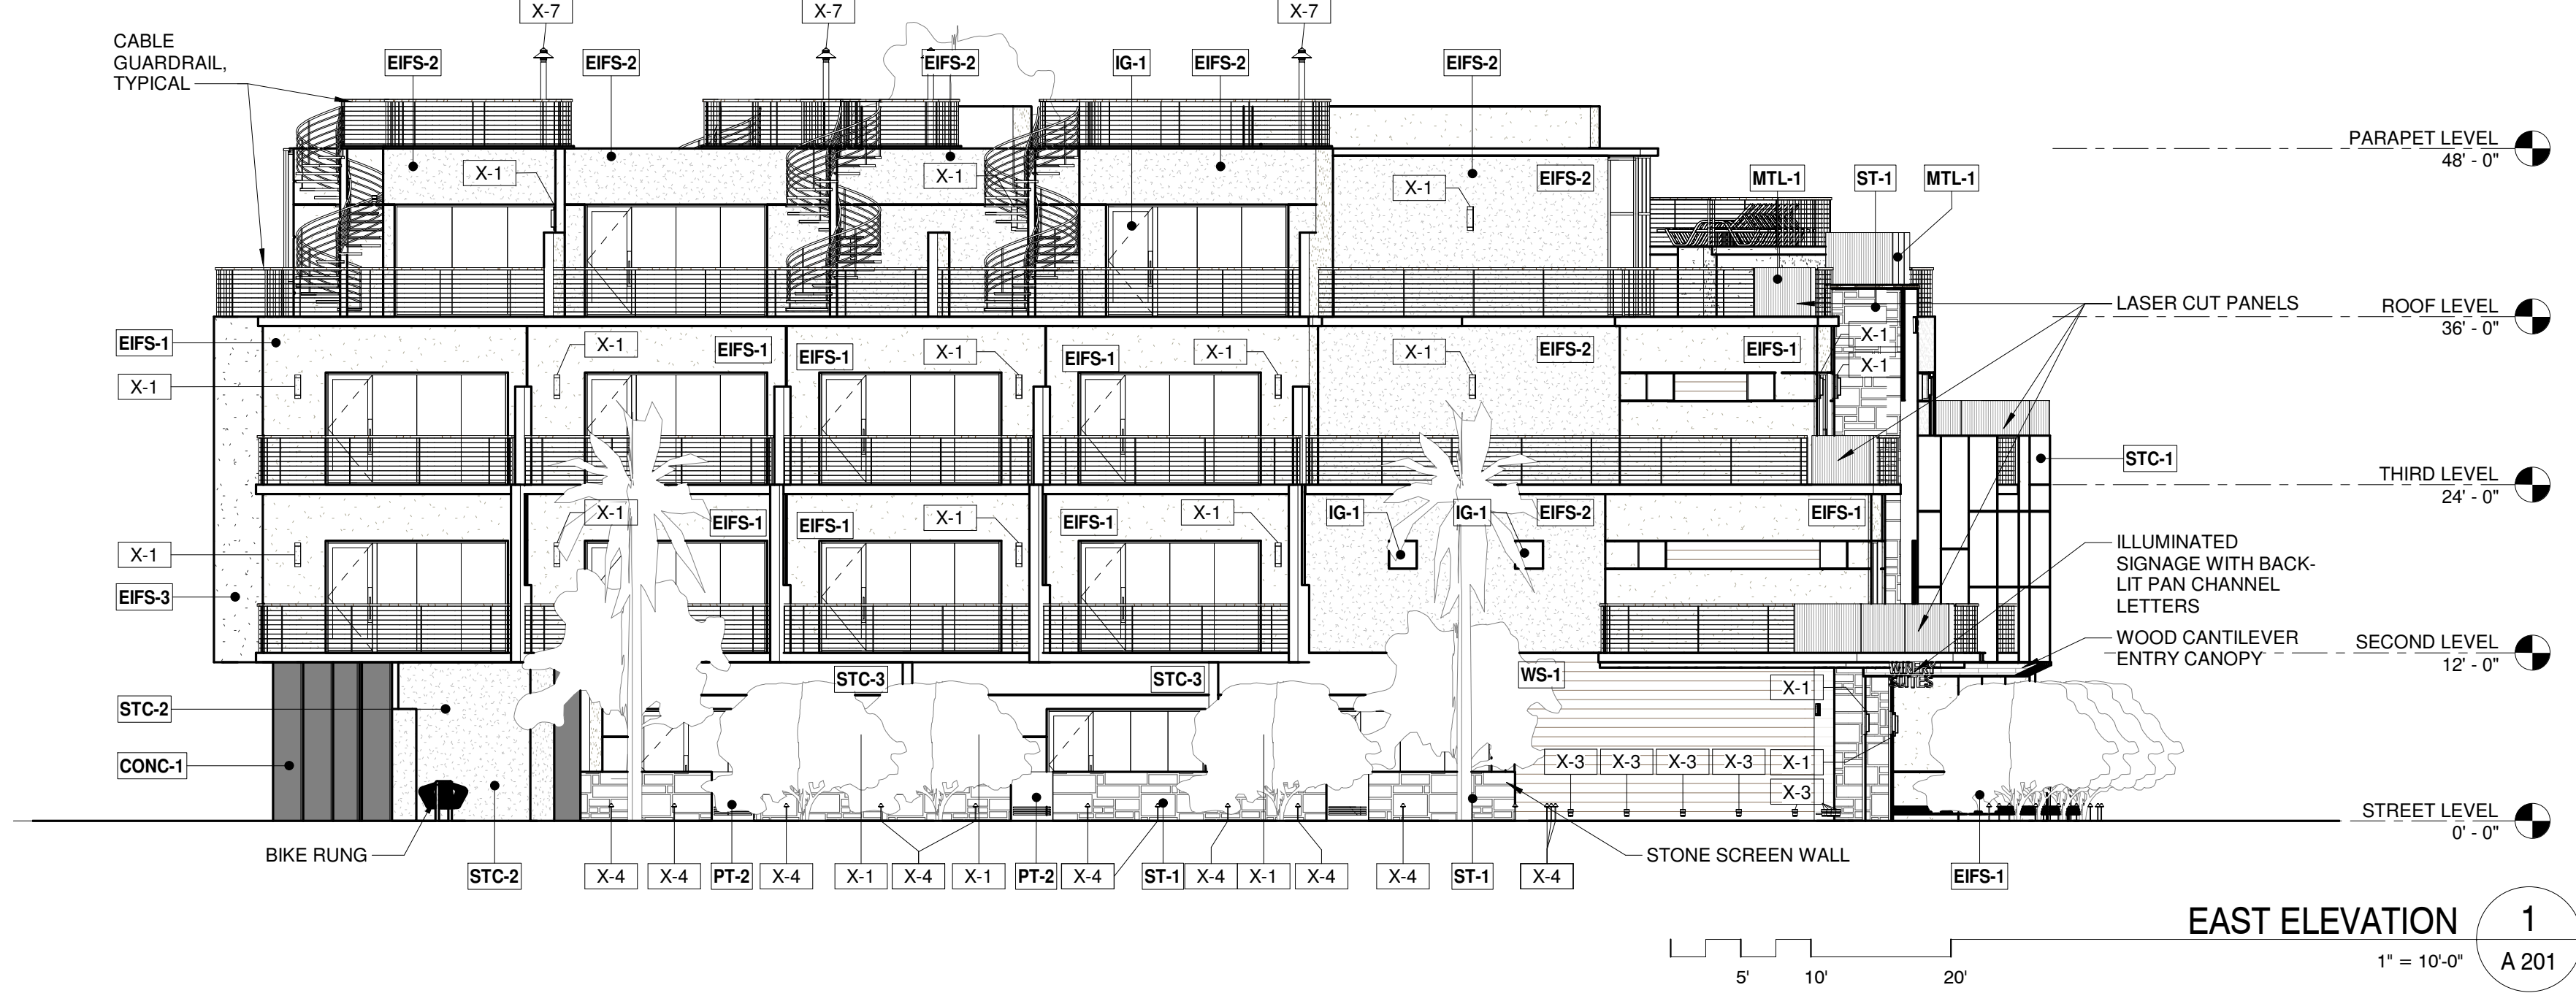 X-7
X-7
X-7
CABLE
GUARDRAIL,
TYPICAL
EIFS-2
EIFS-2
EIFS-2
IG-1
EIFS-2
EIFS-2
PARAPET LEVEL
48' - 0"
X-1
X-1
X-1
EIFS-2
MTL-1
ST-1
MTL-1
LASER CUT PANELS
ROOF LEVEL
36' - 0"
EIFS-1
X-1
EIFS-1
EIFS-1
X-1
EIFS-1
X-1
X-1
EIFS-2
EIFS-1
X-1
X-1
X-1
STC-1
THIRD LEVEL
24' - 0"
X-1
EIFS-1
EIFS-1
X-1
EIFS-1
X-1
IG-1
IG-1
EIFS-2
EIFS-1
X-1
ILLUMINATED
SIGNAGE WITH BACK-
LIT PAN CHANNEL
LETTERS
EIFS-3
WOOD CANTILEVER
ENTRY CANOPY
SECOND LEVEL
12' - 0"
STC-3
STC-3
WS-1
WINERY
SUITES
X-1
STC-2
CONC-1
X-3
X-3
X-3
X-3
X-1
X-3
STREET LEVEL
0' - 0"
BIKE RUNG
STONE SCREEN WALL
STC-2
X-4
X-4
PT-2
X-4
X-1
X-4
X-1
PT-2
X-4
ST-1
X-4
X-1
X-4
X-4
ST-1
X-4
EIFS-1
EAST ELEVATION
1
1" = 10'-0"
A 201
5'
10'
20'